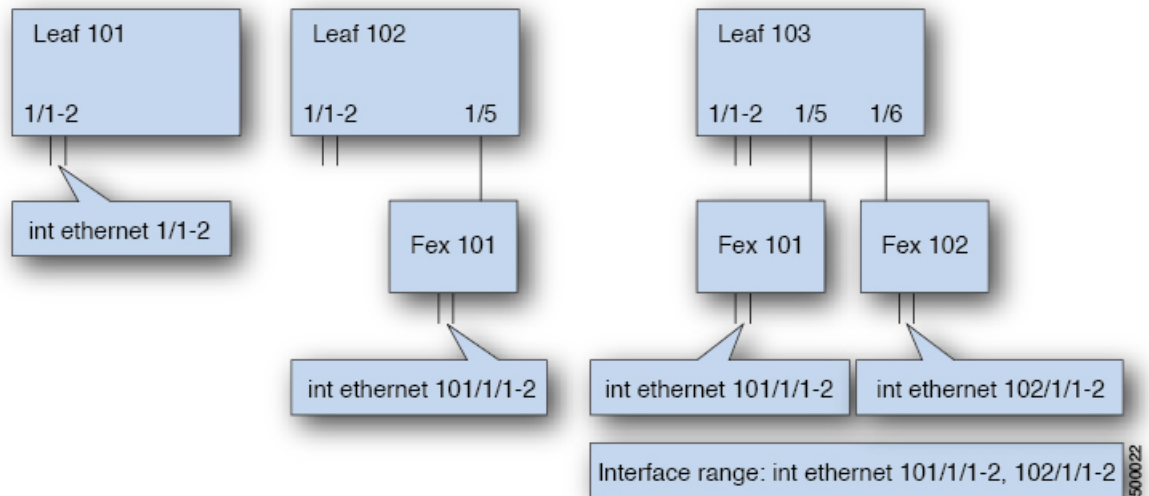 Leaf 101
1/1-2
int ethernet 1/1-2
Leaf 102
1/1-2 1/5
Fex 101
int ethernet 101/1/1-2
Leaf 103
1/1-2 1/5 1/6
Fex 101
Fex 102
int ethernet 101/1/1-2
int ethernet 102/1/1-2
Interface range: int ethernet 101/1/1-2, 102/1/1-2
500022